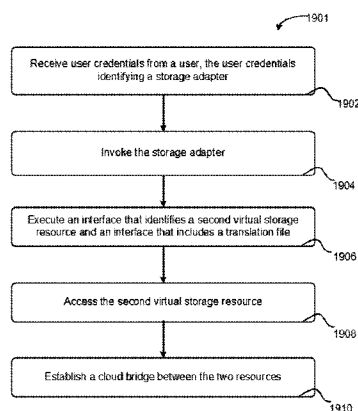 1901
Receive user credentials from a user, the user credentials
identifying a storage adapter
1902
Invoke the storage adapter
1904
Execute an interface that identifies a second virtual storage
resource and an interface that includes a translation file
1906
Access the second virtual storage resource
1908
Establish a cloud bridge between the two resources
1910